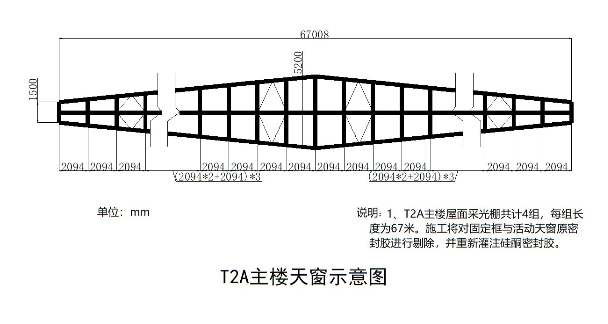 67008
5200
1500
2094 2094 2094 2094 2094 2094 2094 2094 2094 2094 2094 2094
(2094*2+2094)*3 (2094*2+2094)*3
单位：mm
说明：1、T2A主楼屋面采光棚共计4组，每组长
度为67米。施工将对固定框与活动天窗原密
封胶进行剔除，并重新灌注硅酮密封胶。
T2A主楼天窗示意图